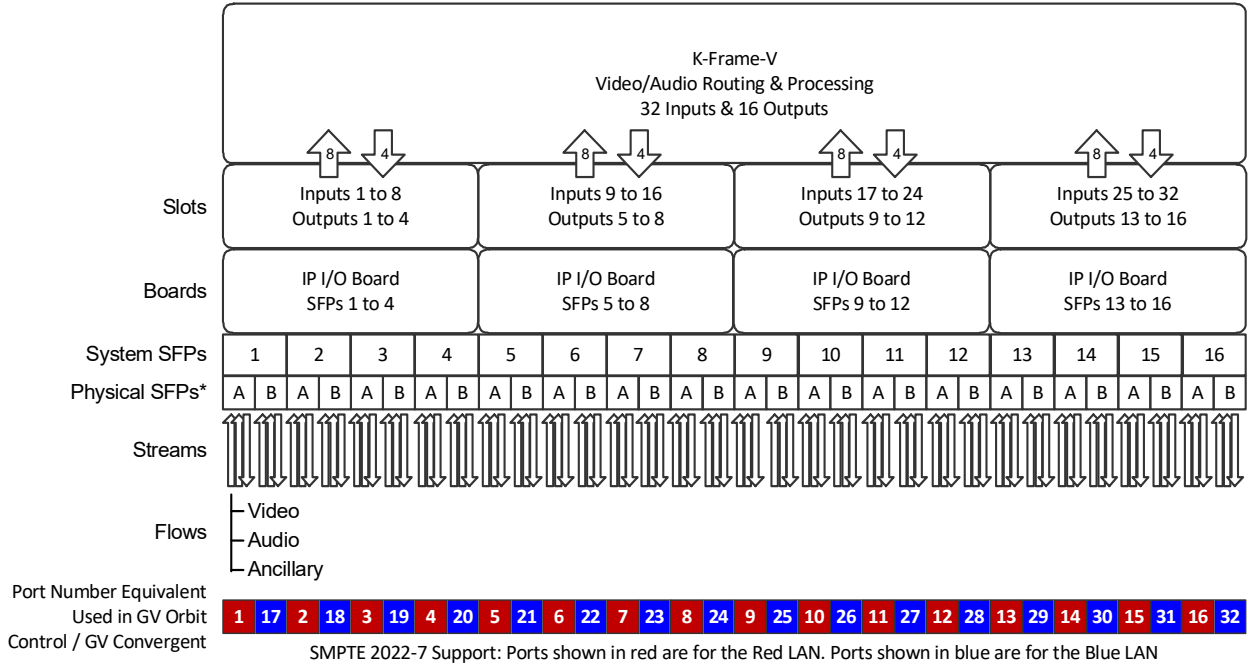 K-Frame-V
Video/Audio Routing & Processing
32 Inputs & 16 Outputs
8 4 8 4 8 4 8 4
Slots
Inputs 1 to 8
Outputs 1 to 4
Inputs 9 to 16
Outputs 5 to 8
Inputs 17 to 24
Outputs 9 to 12
Inputs 25 to 32
Outputs 13 to 16
Boards
IP I/O Board
SFPs 1 to 4
IP I/O Board
SFPs 5 to 8
IP I/O Board
SFPs 9 to 12
IP I/O Board
SFPs 13 to 16
System SFPs 1 2 3 4 5 6 7 8 9 10 11 12 13 14 15 16
Physical SFPs* A B A B A B A B A B A B A B A B A B A B A B A B A B A B A B A B
Streams
Flows
Video
Audio
Ancillary
Port Number Equivalent
Used in GV Orbit
Control / GV Convergent
1 17 2 18 3 19 4 20 5 21 6 22 7 23 8 24 9 25 10 26 11 27 12 28 13 29 14 30 15 31 16 32
SMPTE 2022-7 Support: Ports shown in red are for the Red LAN. Ports shown in blue are for the Blue LAN